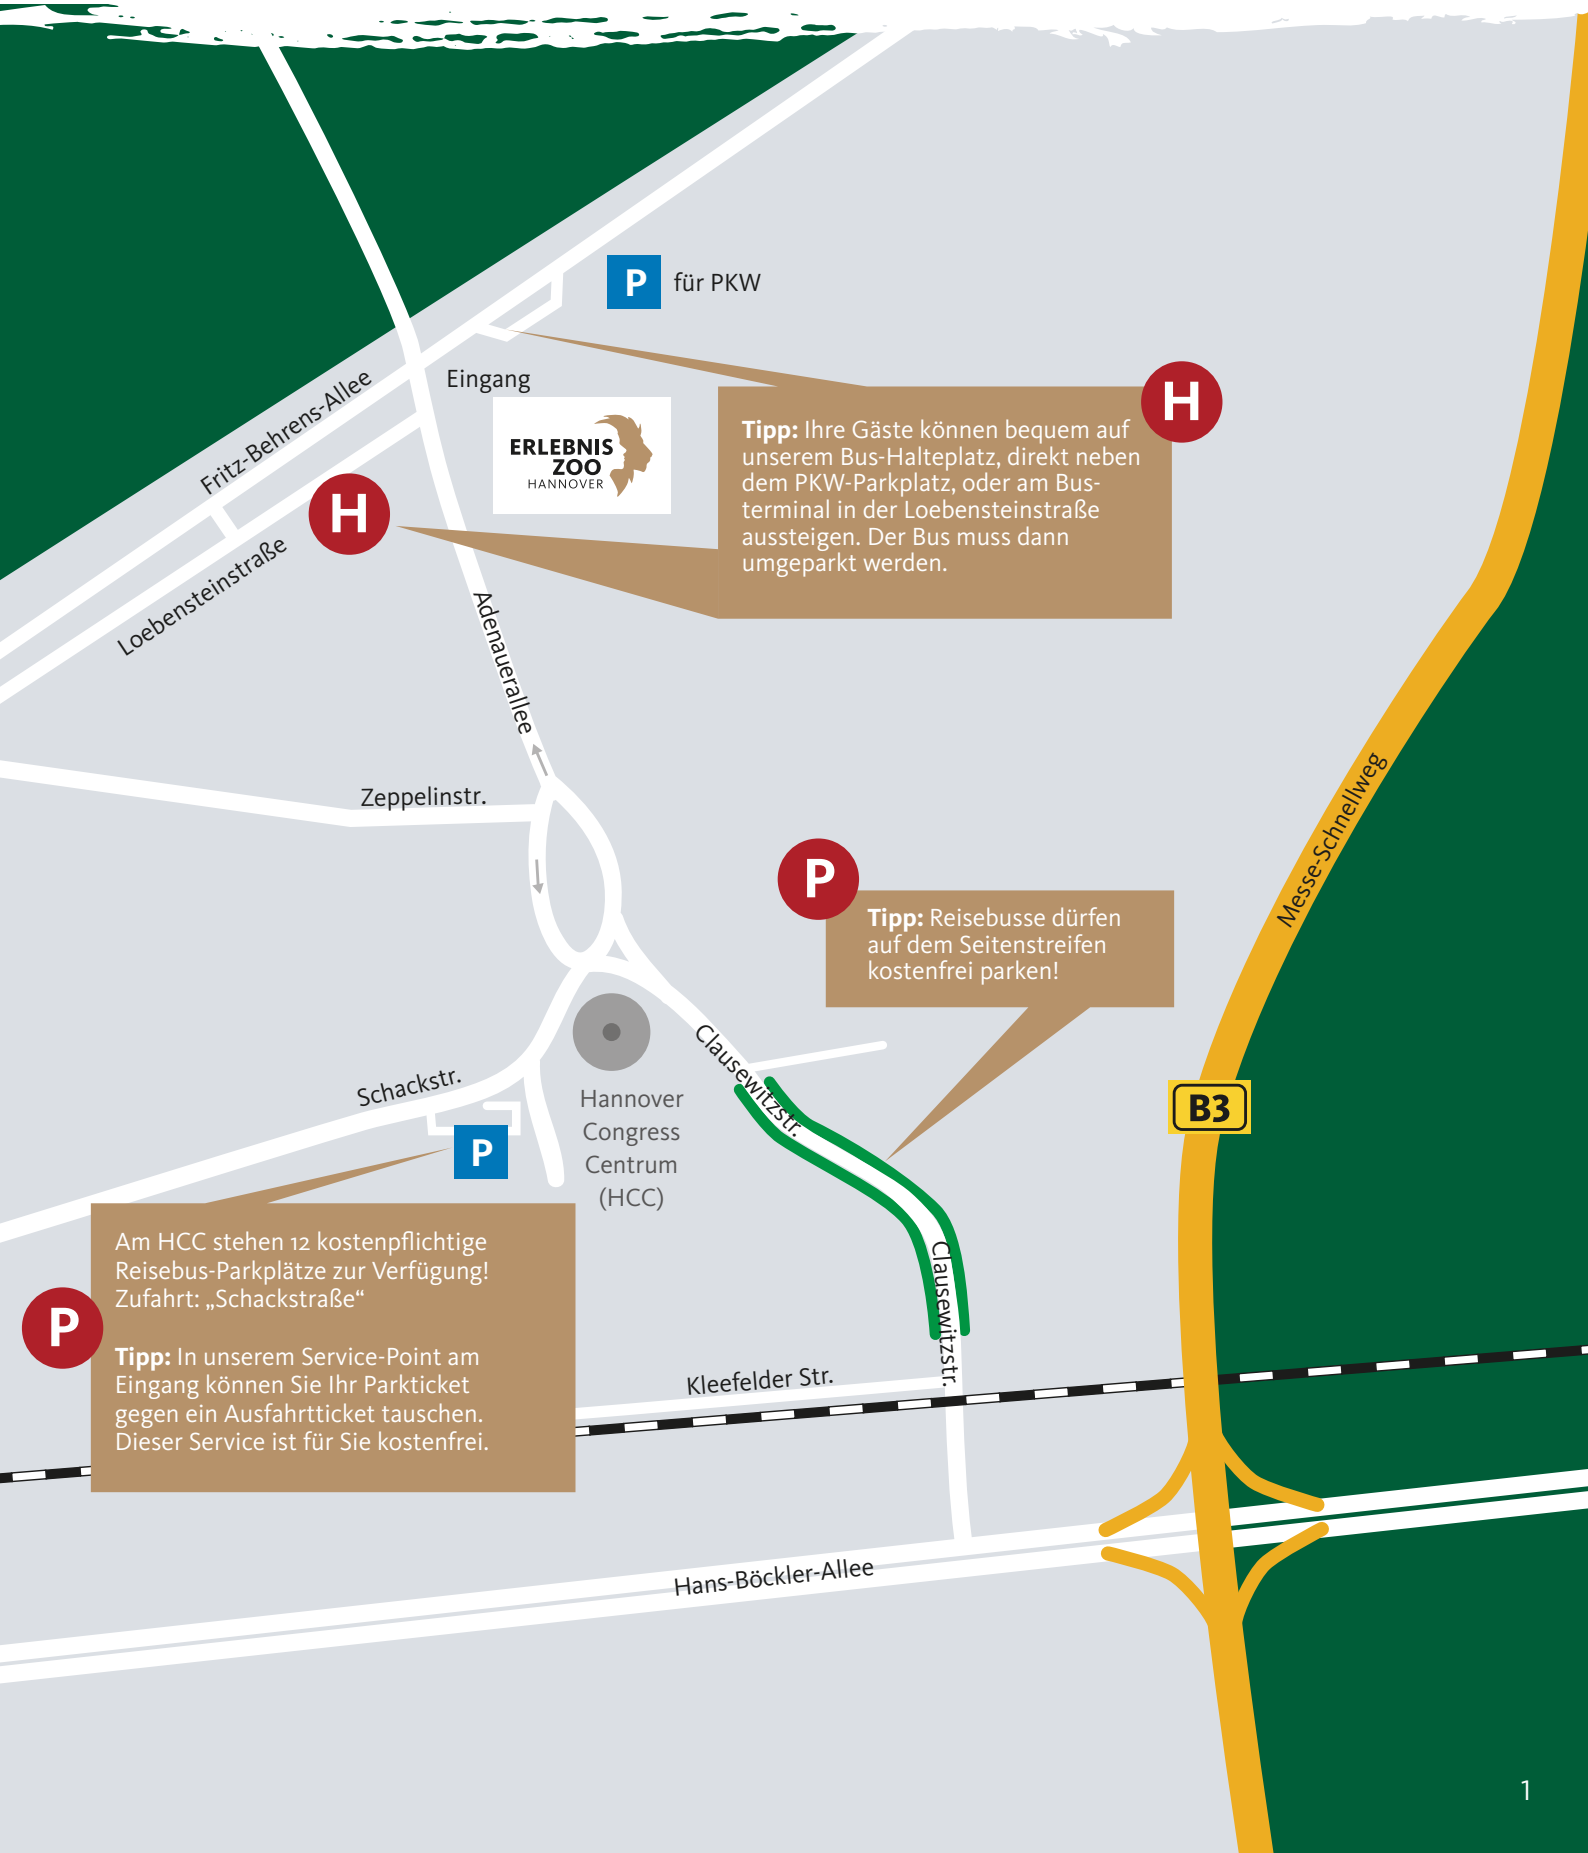 P für PKW
Eingang
Fritz-Behrens-Allee
ERLEBNIS
ZOO
HANNOVER
H
Tipp: Ihre Gäste können bequem auf
unserem Bus-Halteplatz, direkt neben
dem PKW-Parkplatz, oder am Bus-
terminal in der Loebensteinstraße
aussteigen. Der Bus muss dann
umgeparkt werden.
H
Loebensteinstraße
Adenauerallee
Zeppelinstr.
Messe-Schnellweg
P
Tipp: Reisebusse dürfen
auf dem Seitenstreifen
kostenfrei parken!
Clausewitzstr.
Schackstr.
Hannover
Congress
Centrum
(HCC)
P
B3
Am HCC stehen 12 kostenpflichtige
Reisebus-Parkplätze zur Verfügung!
Zufahrt: „Schackstraße“
P
Tipp: In unserem Service-Point am
Eingang können Sie Ihr Parkticket
gegen ein Ausfahrtticket tauschen.
Dieser Service ist für Sie kostenfrei.
Clausewitzstr.
Kleefelder Str.
Hans-Böckler-Allee
1